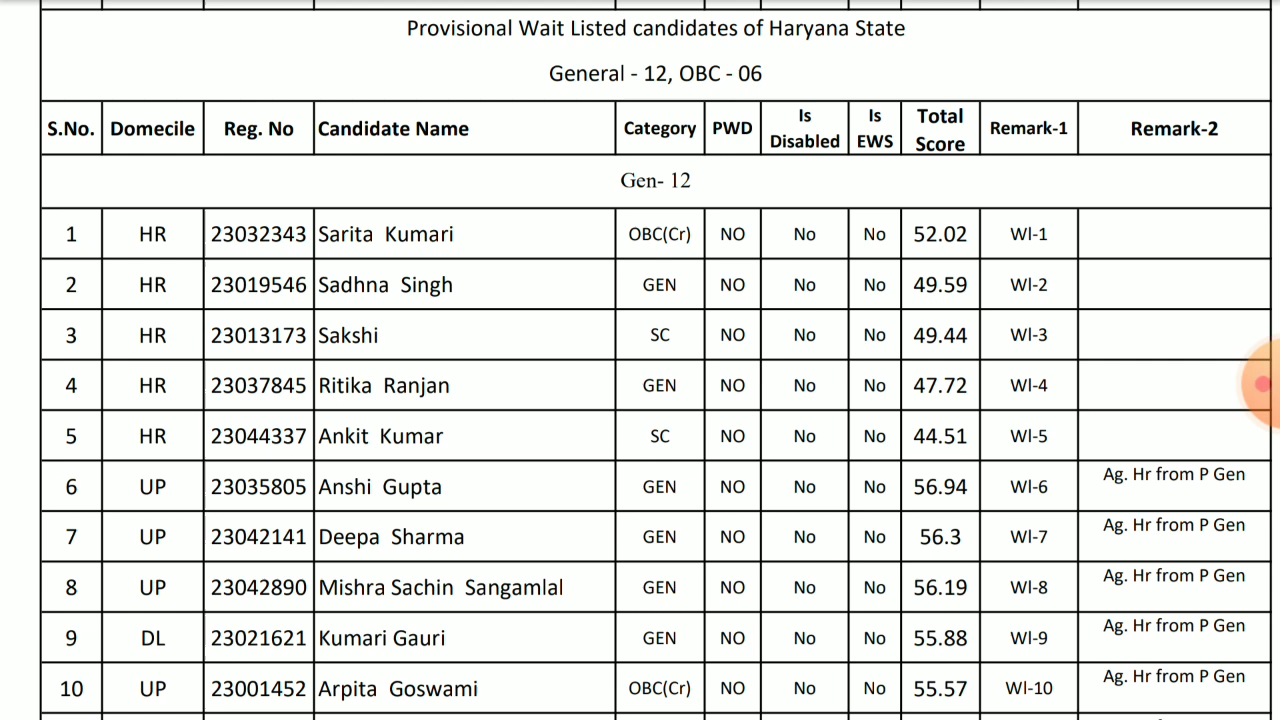 Provisional Wait Listed candidates of Haryana State
General - 12, OBC - 06
S.No. Domecile Reg. No Candidate Name Category PWD Is Disabled Is EWS Total Score Remark-1 Remark-2
Gen- 12
1 HR 23032343 Sarita Kumari OBC(Cr) NO No No 52.02 Wl-1
2 HR 23019546 Sadhna Singh GEN NO No No 49.59 Wl-2
3 HR 23013173 Sakshi SC NO No No 49.44 Wl-3
4 HR 23037845 Ritika Ranjan GEN NO No No 47.72 Wl-4
5 HR 23044337 Ankit Kumar SC NO No No 44.51 Wl-5
6 UP 23035805 Anshi Gupta GEN NO No No 56.94 Wl-6 Ag. Hr from P Gen
7 UP 23042141 Deepa Sharma GEN NO No No 56.3 Wl-7 Ag. Hr from P Gen
8 UP 23042890 Mishra Sachin Sangamlal GEN NO No No 56.19 Wl-8 Ag. Hr from P Gen
9 DL 23021621 Kumari Gauri GEN NO No No 55.88 Wl-9 Ag. Hr from P Gen
10 UP 23001452 Arpita Goswami OBC(Cr) NO No No 55.57 Wl-10 Ag. Hr from P Gen